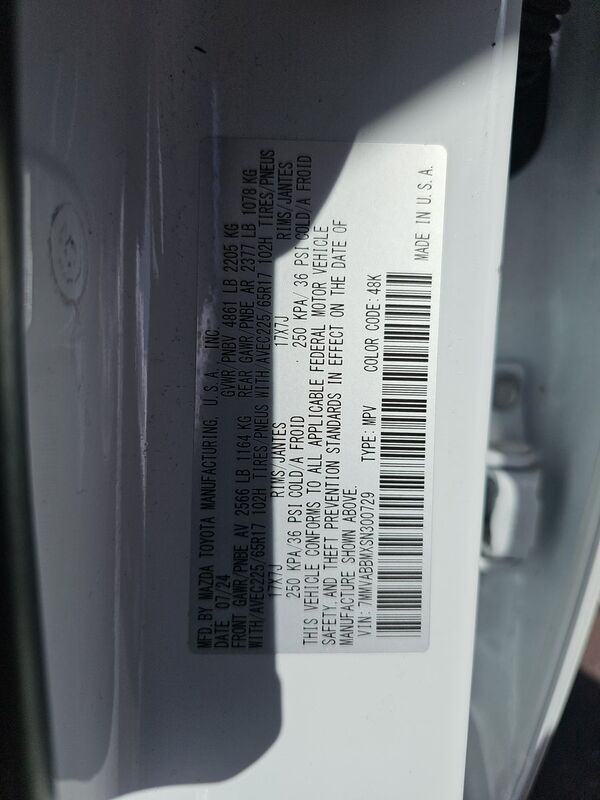 MFD.BY MAZDA TOYOTA MANUFACTURING, U.S.A. INC
DATE 07/24 GVWR/PNBV 4861 LB 2205 KG
FRONT GAWR/PNBE AV 2566 LB 1164 KG REAR GAWR/PNBE AR 2377 LB 1078 KG
WITH/AVEC225/65R17 102H TIRES/PNEUS WITH/AVEC225/65R17 102H TIRES/PNEUS
17X7J RIMS/JANTES 17X7J RIMS/JANTES
250 KPA/36 PSI COLD/A FROID 250 KPA/36 PSI COLD/A FROID
THIS VEHICLE CONFORMS TO ALL APPLICABLE FEDERAL MOTOR VEHICLE
SAFETY AND THEFT PREVENTION STANDARDS IN EFFECT ON THE DATE OF
MANUFACTURE SHOWN ABOVE.
VIN:7MMVABBMXSN300729 TYPE: MPV COLOR CODE: 48K
MADE IN U.S.A.